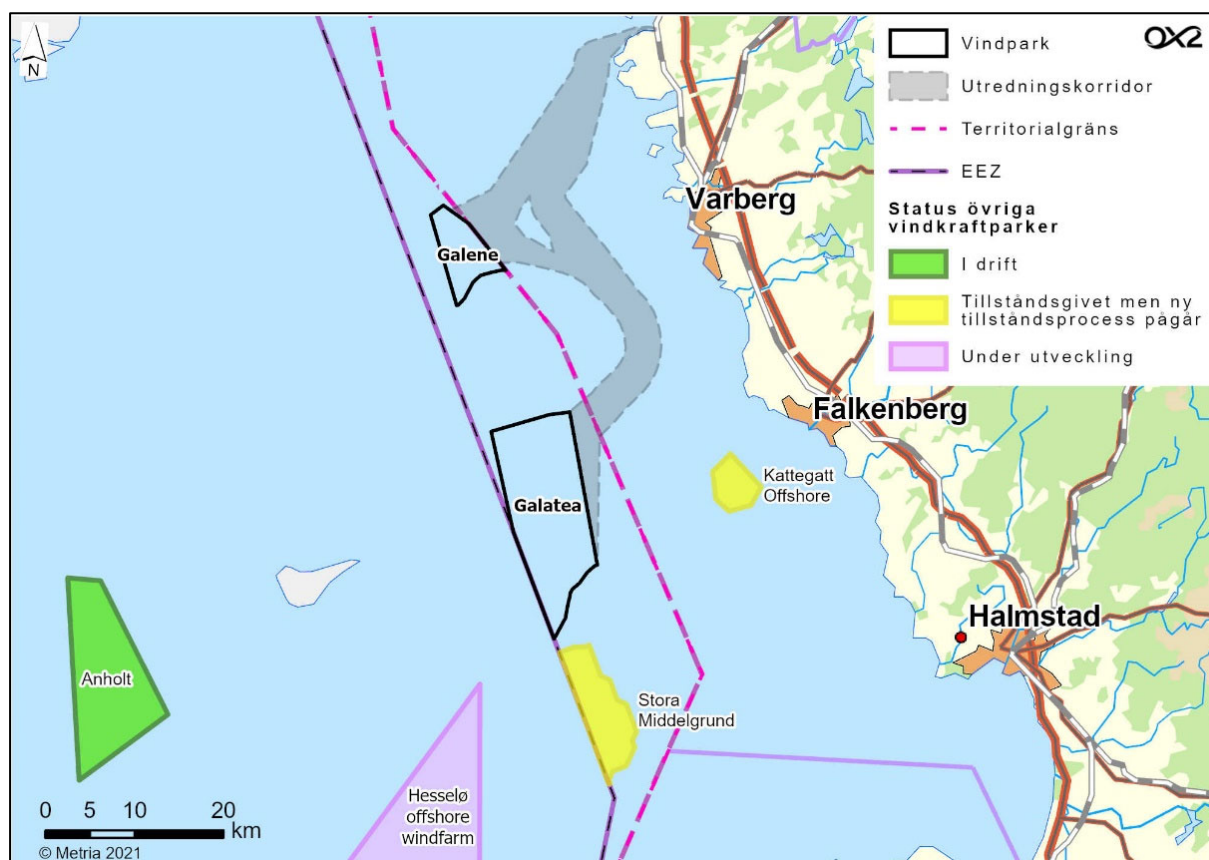 N
Varberg
Galene
Falkenberg
Kattegatt
Offshore
Galatea
Halmstad
Anholt
Stora
Middelgrund
Hesselø
offshore
windfarm
0 5 10 20
km
© Metria 2021
OX2
Vindpark
Utredningskorridor
Territorialgräns
EEZ
Status övriga
vindkraftparker
I drift
Tillståndsgivet men ny
tillståndsprocess pågår
Under utveckling